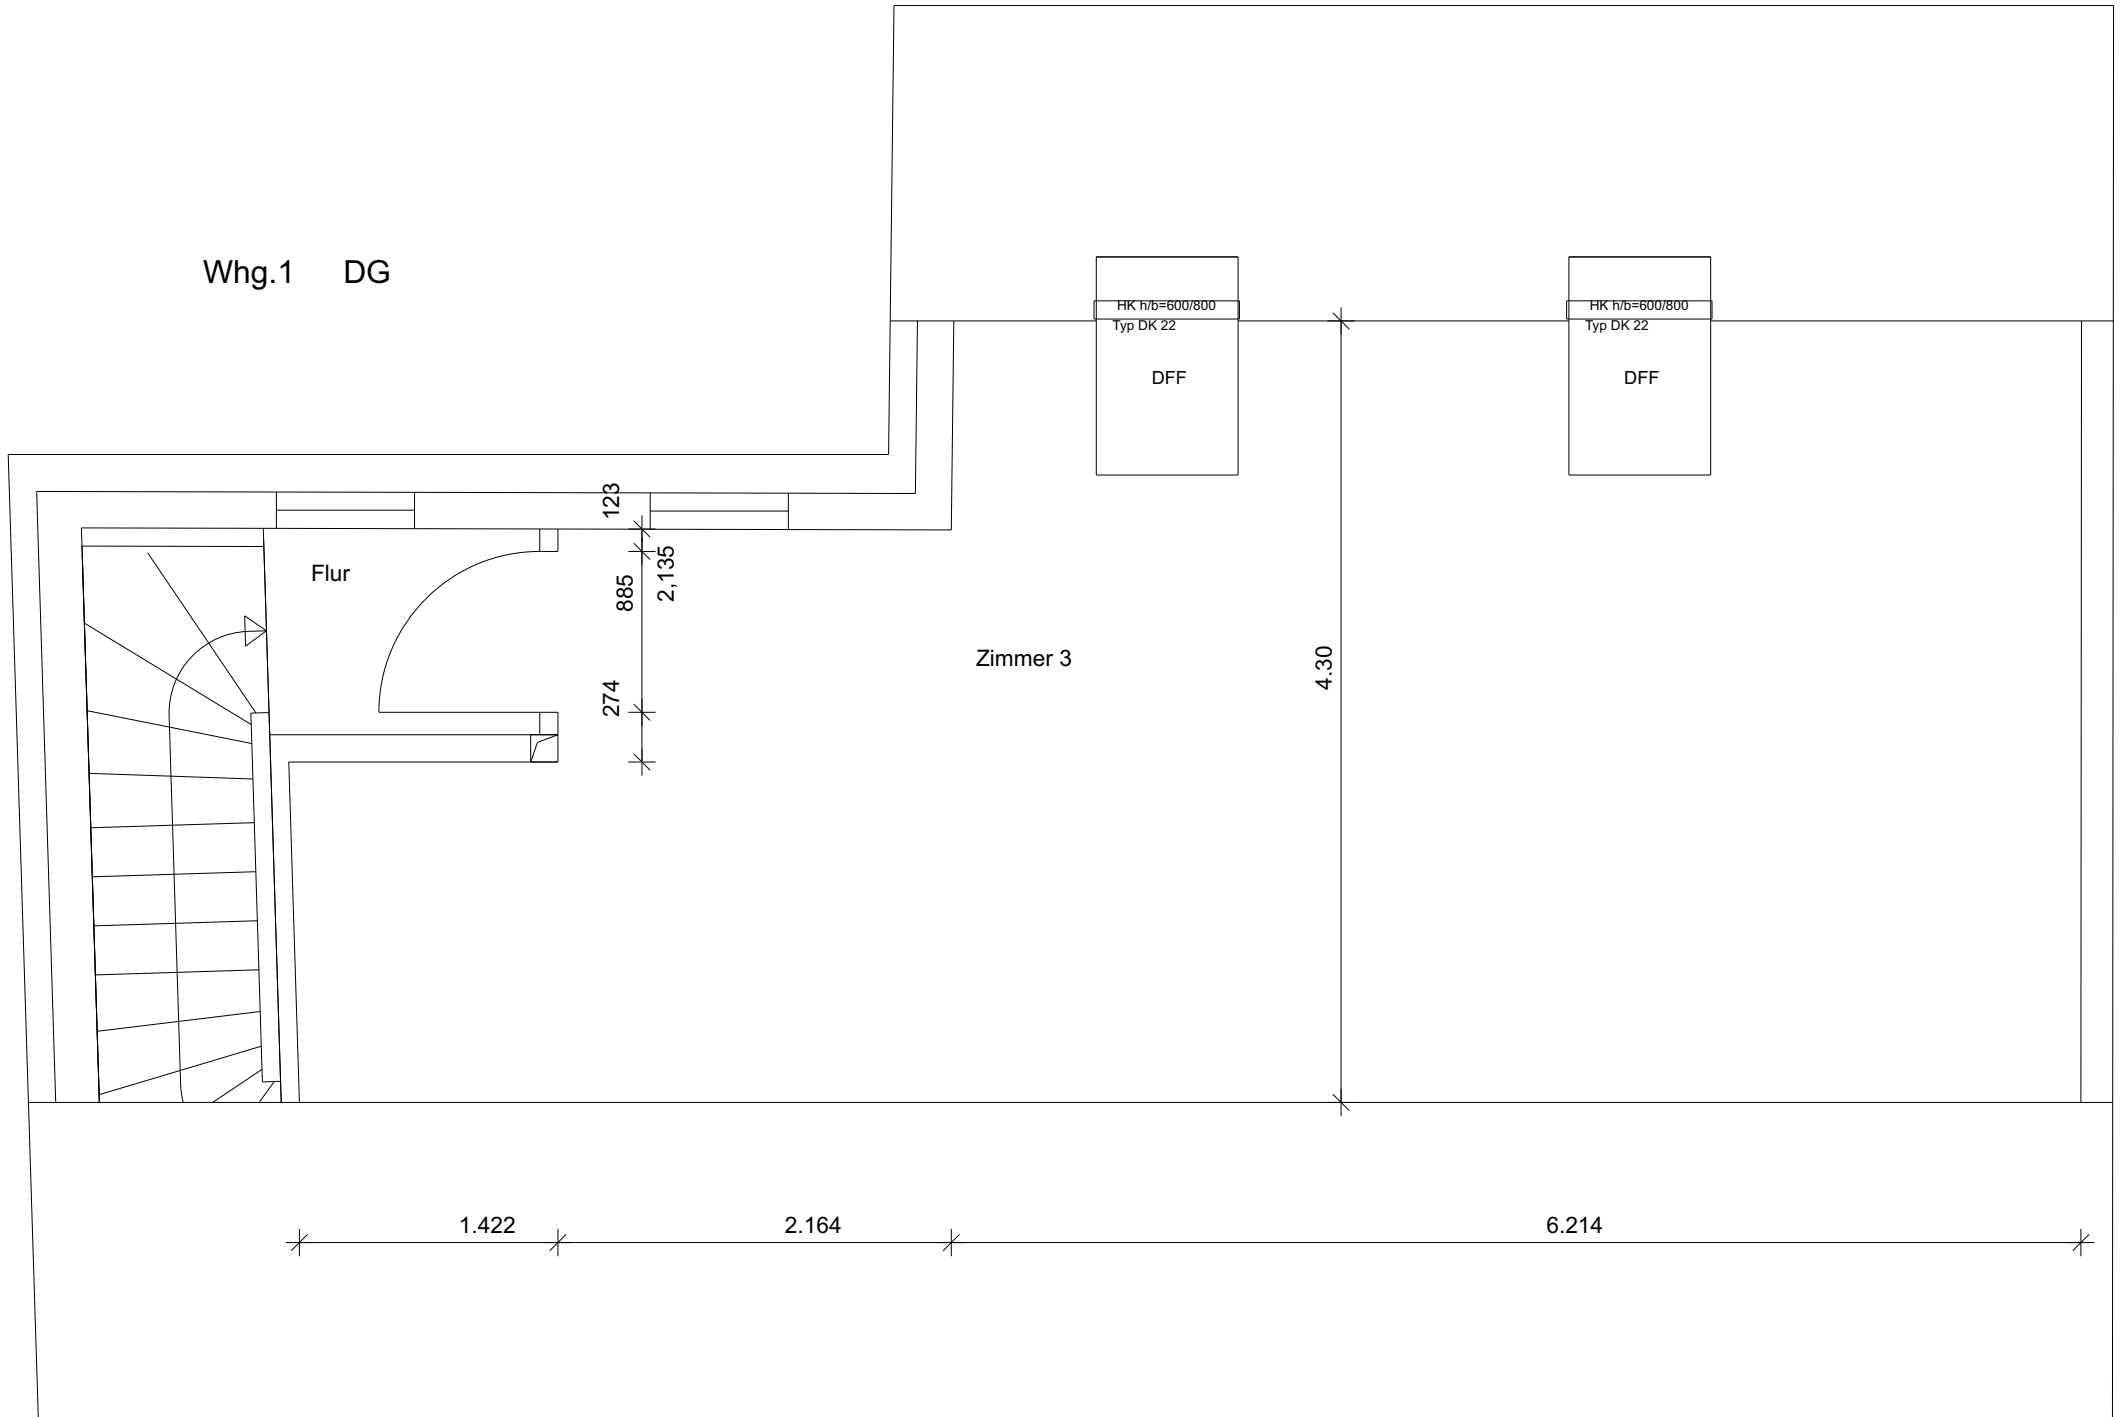 Whg.1 DG
HK h/b=600/800
Typ DK 22
DFF
HK h/b=600/800
Typ DK 22
DFF
123
Flur
885
2,135
274
Zimmer 3
4.30
1.422
2.164
6.214